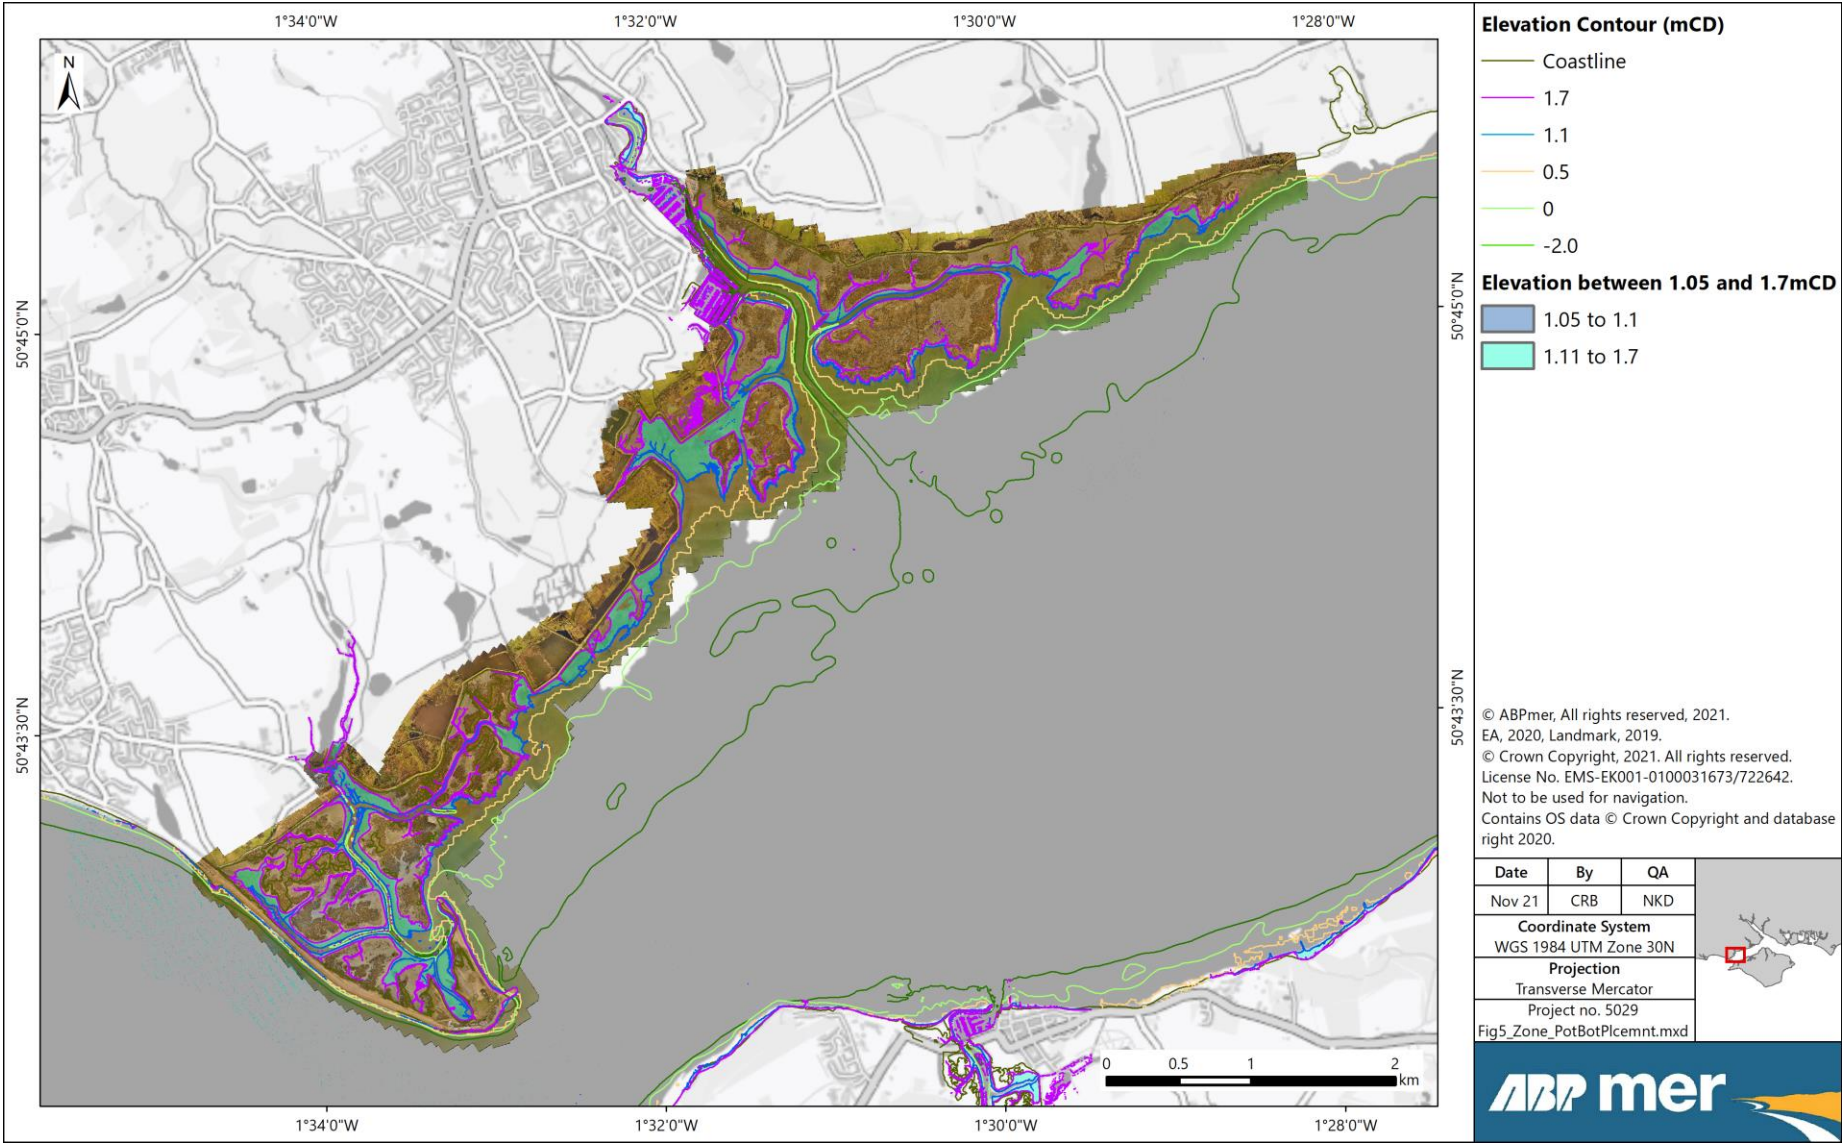 1°34'0"W 1°32'0"W 1°30'0"W 1°28'0"W
N
50°45'0"N
50°45'0"N
50°43'30"N
50°43'30"N
0 0.5 1 2
km
1°34'0"W 1°32'0"W 1°30'0"W 1°28'0"W
Elevation Contour (mCD)
Coastline
1.7
1.1
0.5
0
-2.0
Elevation between 1.05 and 1.7mCD
1.05 to 1.1
1.11 to 1.7
© ABPmer, All rights reserved, 2021.
EA, 2020, Landmark, 2019.
© Crown Copyright, 2021. All rights reserved.
License No. EMS-EK001-0100031673/722642.
Not to be used for navigation.
Contains OS data © Crown Copyright and database
right 2020.
Date By QA
Nov 21 CRB NKD
Coordinate System
WGS 1984 UTM Zone 30N
Projection
Transverse Mercator
Project no. 5029
Fig5_Zone_PotBotPlcemnt.mxd
ABPmer